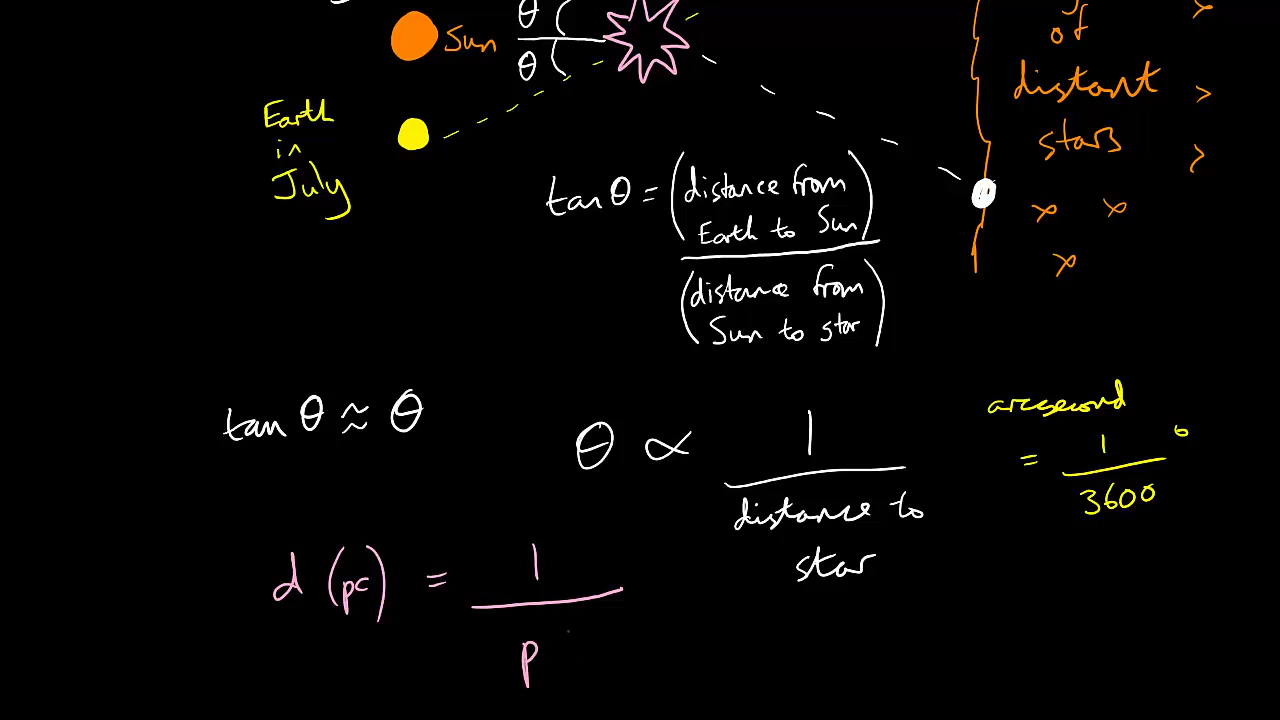 θ
Sun
θ
of
distant
stars
Earth
in
July
tan θ = (distance from
Earth to Sun)
(distance from
Sun to star)
tan θ ≈ θ
θ ∝ 1
distance to
star
arcsecond
= 1 °
3600
d (pc) = 1
p